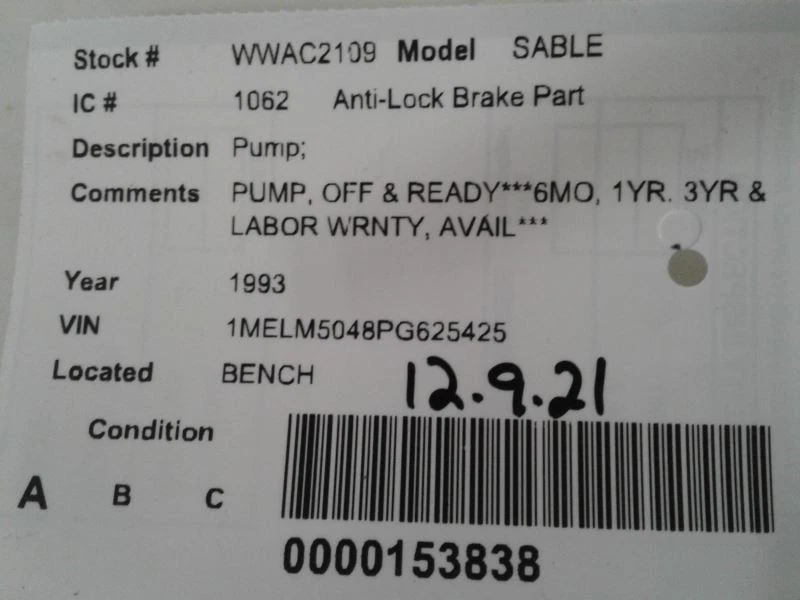 Stock # WWAC2109 Model SABLE
IC # 1062 Anti-Lock Brake Part
Description Pump;
Comments PUMP, OFF & READY***6MO, 1YR. 3YR &
LABOR WRNTY, AVAIL***
Year 1993
VIN 1MELM5048PG625425
Located BENCH 12.9.21
Condition
A B C
0000153838